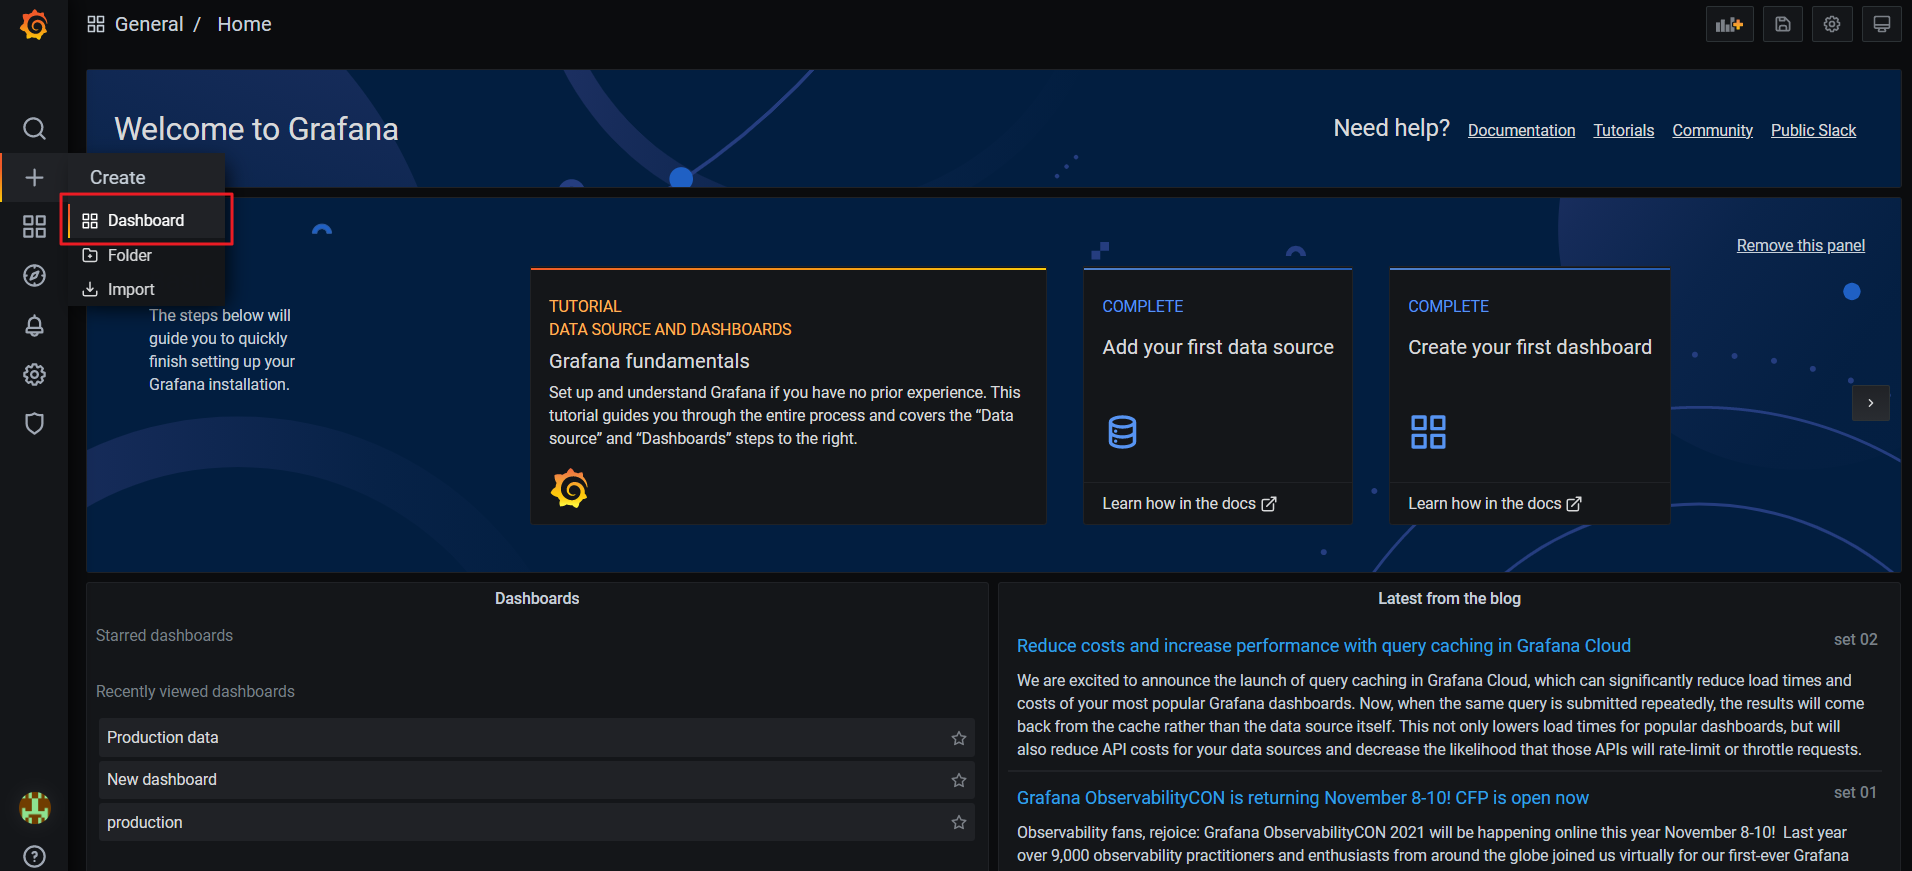 General / Home
Welcome to Grafana
Need help? Documentation Tutorials Community Public Slack
Create
Dashboard
Folder
Import
Remove this panel
The steps below will
guide you to quickly
finish setting up your
Grafana installation.
TUTORIAL
DATA SOURCE AND DASHBOARDS
Grafana fundamentals
Set up and understand Grafana if you have no prior experience. This
tutorial guides you through the entire process and covers the “Data
source” and “Dashboards” steps to the right.
COMPLETE
Add your first data source
Learn how in the docs
COMPLETE
Create your first dashboard
Learn how in the docs
Dashboards
Starred dashboards
Recently viewed dashboards
Production data
New dashboard
production
Latest from the blog
Reduce costs and increase performance with query caching in Grafana Cloud
set 02
We are excited to announce the launch of query caching in Grafana Cloud, which can significantly reduce load times and
costs of your most popular Grafana dashboards. Now, when the same query is submitted repeatedly, the results will come
back from the cache rather than the data source itself. This not only lowers load times for popular dashboards, but will
also reduce API costs for your data sources and decrease the likelihood that those APIs will rate-limit or throttle requests.
Grafana ObservabilityCON is returning November 8-10! CFP is open now
set 01
Observability fans, rejoice: Grafana ObservabilityCON 2021 will be happening online this year November 8-10! Last year
over 9,000 observability practitioners and enthusiasts from around the globe joined us virtually for our first-ever Grafana